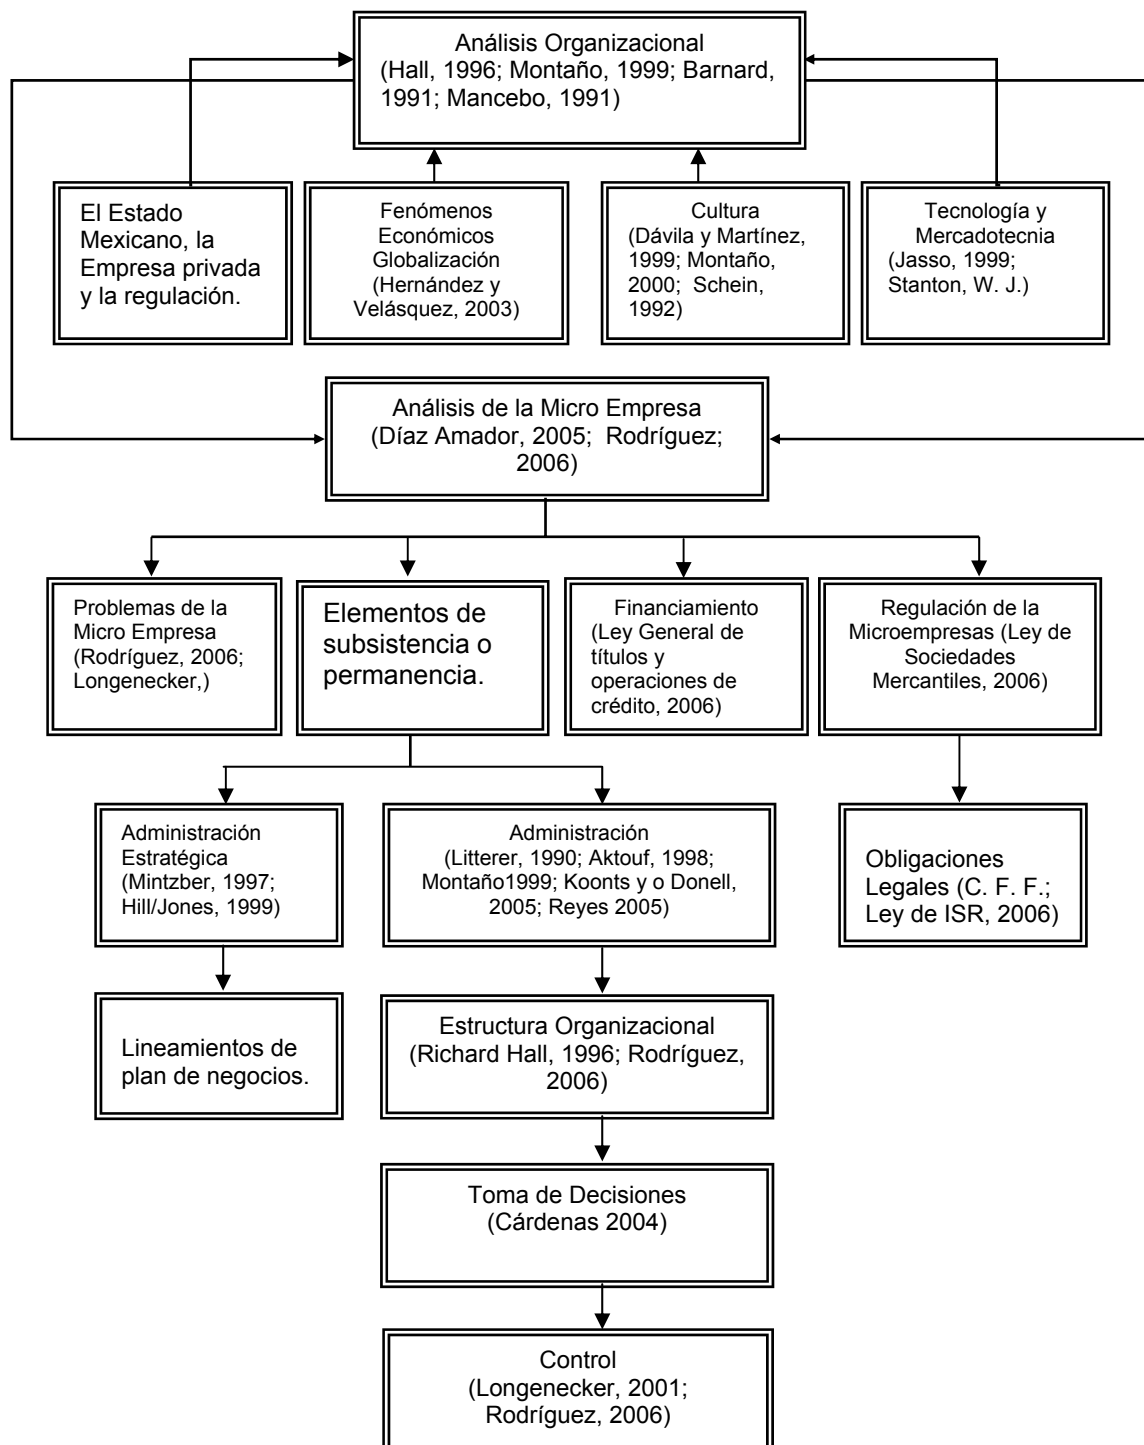 Análisis Organizacional
(Hall, 1996; Montaño, 1999; Barnard,
1991; Mancebo, 1991)
El Estado
Mexicano, la
Empresa privada
y la regulación.
Fenómenos
Económicos
Globalización
(Hernández y
Velásquez, 2003)
Cultura
(Dávila y Martínez,
1999; Montaño,
2000; Schein,
1992)
Tecnología y
Mercadotecnia
(Jasso, 1999;
Stanton, W. J.)
Análisis de la Micro Empresa
(Díaz Amador, 2005; Rodríguez;
2006)
Problemas de la
Micro Empresa
(Rodríguez, 2006;
Longenecker,)
Elementos de
subsistencia o
permanencia.
Financiamiento
(Ley General de
títulos y
operaciones de
crédito, 2006)
Regulación de la
Microempresas (Ley de
Sociedades
Mercantiles, 2006)
Administración
Estratégica
(Mintzber, 1997;
Hill/Jones, 1999)
Administración
(Litterer, 1990; Aktouf, 1998;
Montaño1999; Koonts y o Donell,
2005; Reyes 2005)
Obligaciones
Legales (C. F. F.;
Ley de ISR, 2006)
Lineamientos de
plan de negocios.
Estructura Organizacional
(Richard Hall, 1996; Rodríguez,
2006)
Toma de Decisiones
(Cárdenas 2004)
Control
(Longenecker, 2001;
Rodríguez, 2006)